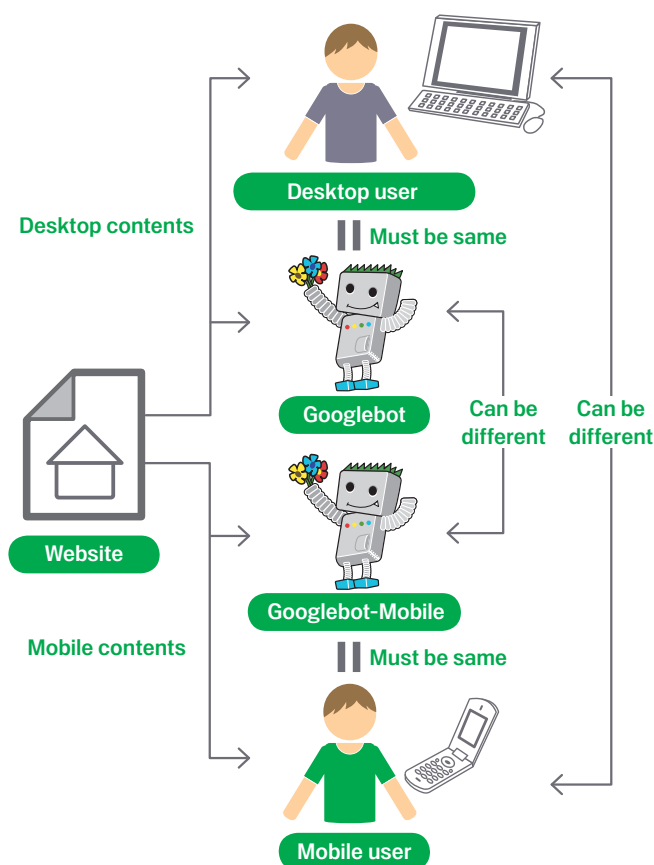 Desktop user
Desktop contents
Must be same
Googlebot
Can be
different
Can be
different
Website
Googlebot-Mobile
Mobile contents
Must be same
Mobile user